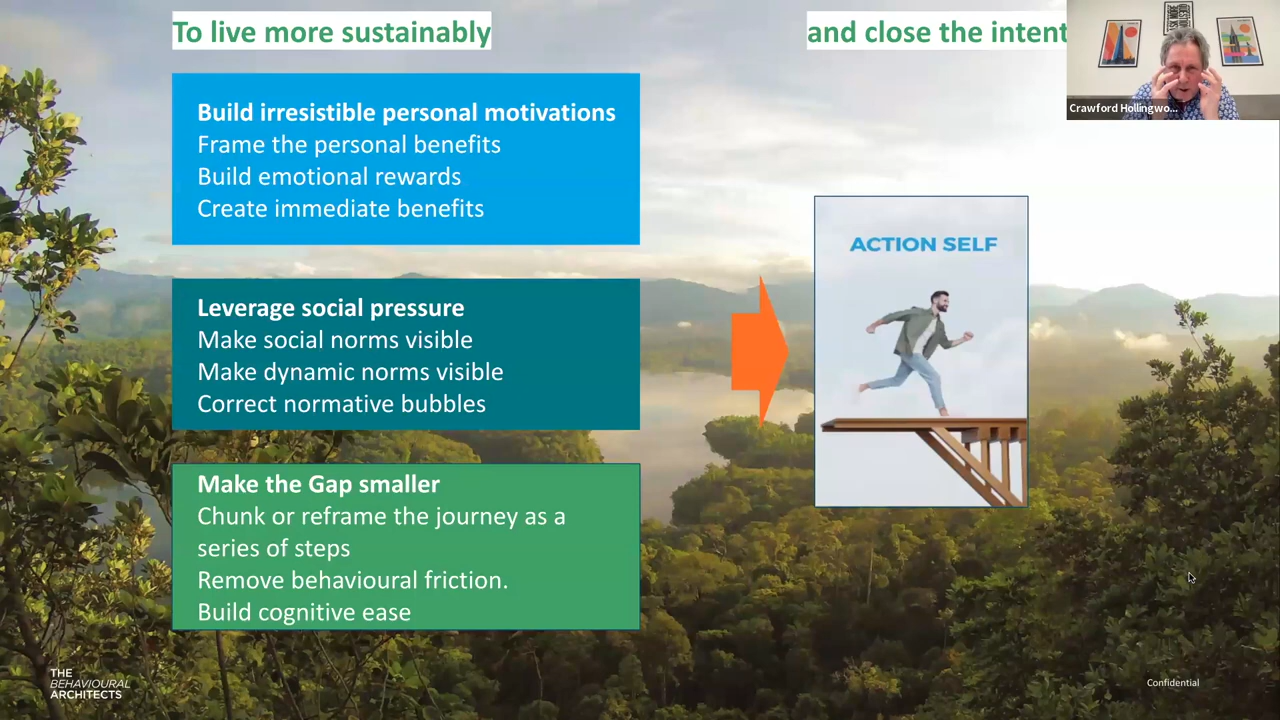 To live more sustainably
and close the intent
Crawford Hollingwo...
Build irresistible personal motivations
Frame the personal benefits
Build emotional rewards
Create immediate benefits
Leverage social pressure
Make social norms visible
Make dynamic norms visible
Correct normative bubbles
Make the Gap smaller
Chunk or reframe the journey as a
series of steps
Remove behavioural friction.
Build cognitive ease
ACTION SELF
THE
BEHAVIOURAL
ARCHITECTS
Confidential